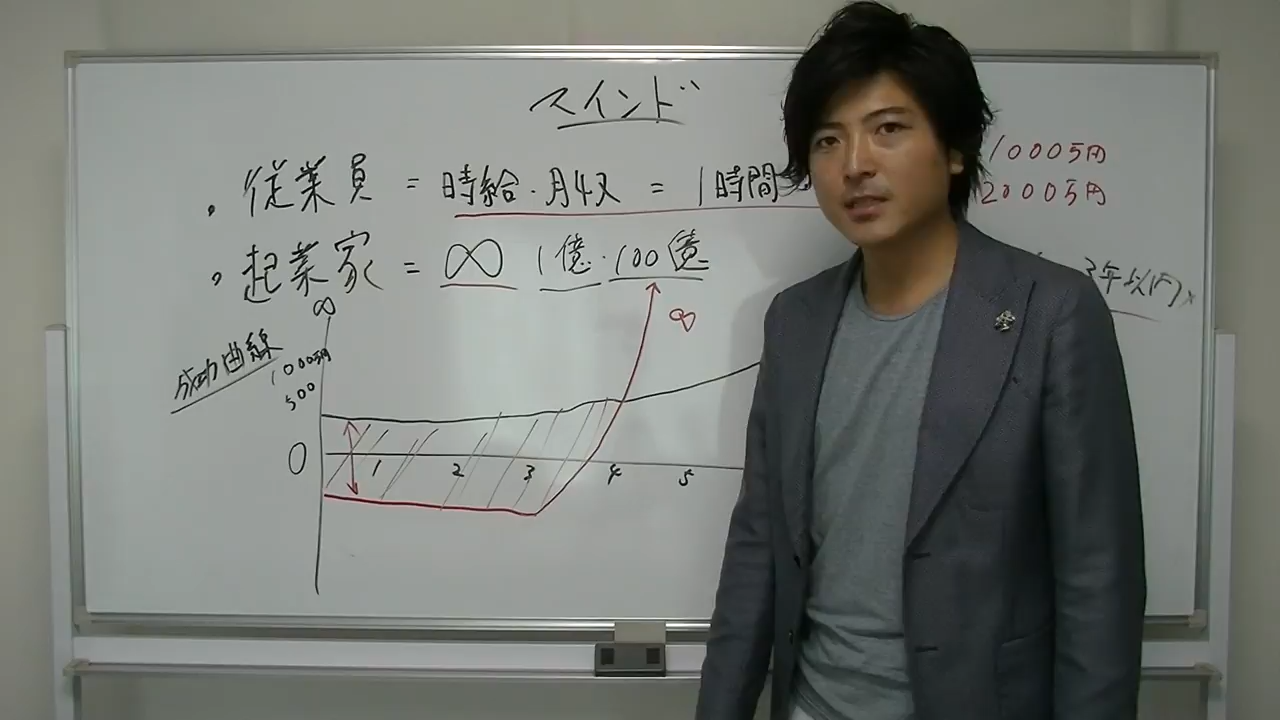 マインド
・従業員 = 時給・月収 = 1時間
1000万円
2000万円
・起業家 = ∞ 1億・100億
3年以内
∞
∞
成功曲線
1000万円
500
0
1 2 3 4 5